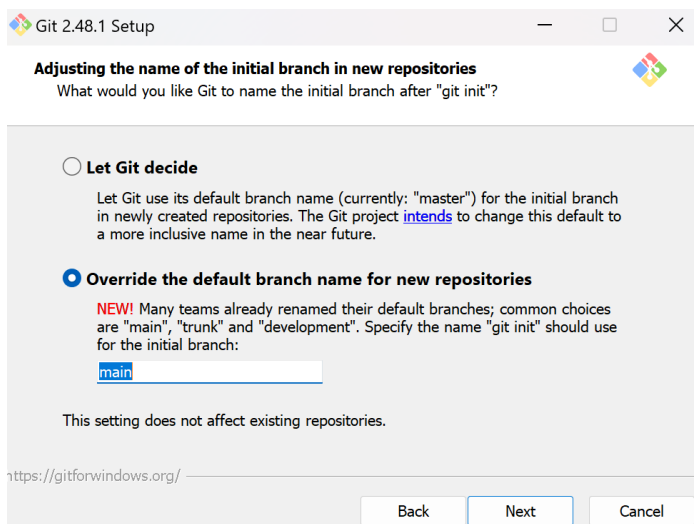 Git 2.48.1 Setup
Adjusting the name of the initial branch in new repositories
What would you like Git to name the initial branch after "git init"?
Let Git decide
Let Git use its default branch name (currently: "master") for the initial branch
in newly created repositories. The Git project intends to change this default to
a more inclusive name in the near future.
Override the default branch name for new repositories
NEW! Many teams already renamed their default branches; common choices
are "main", "trunk" and "development". Specify the name "git init" should use
for the initial branch:
main
This setting does not affect existing repositories.
https://gitforwindows.org/
Back Next Cancel